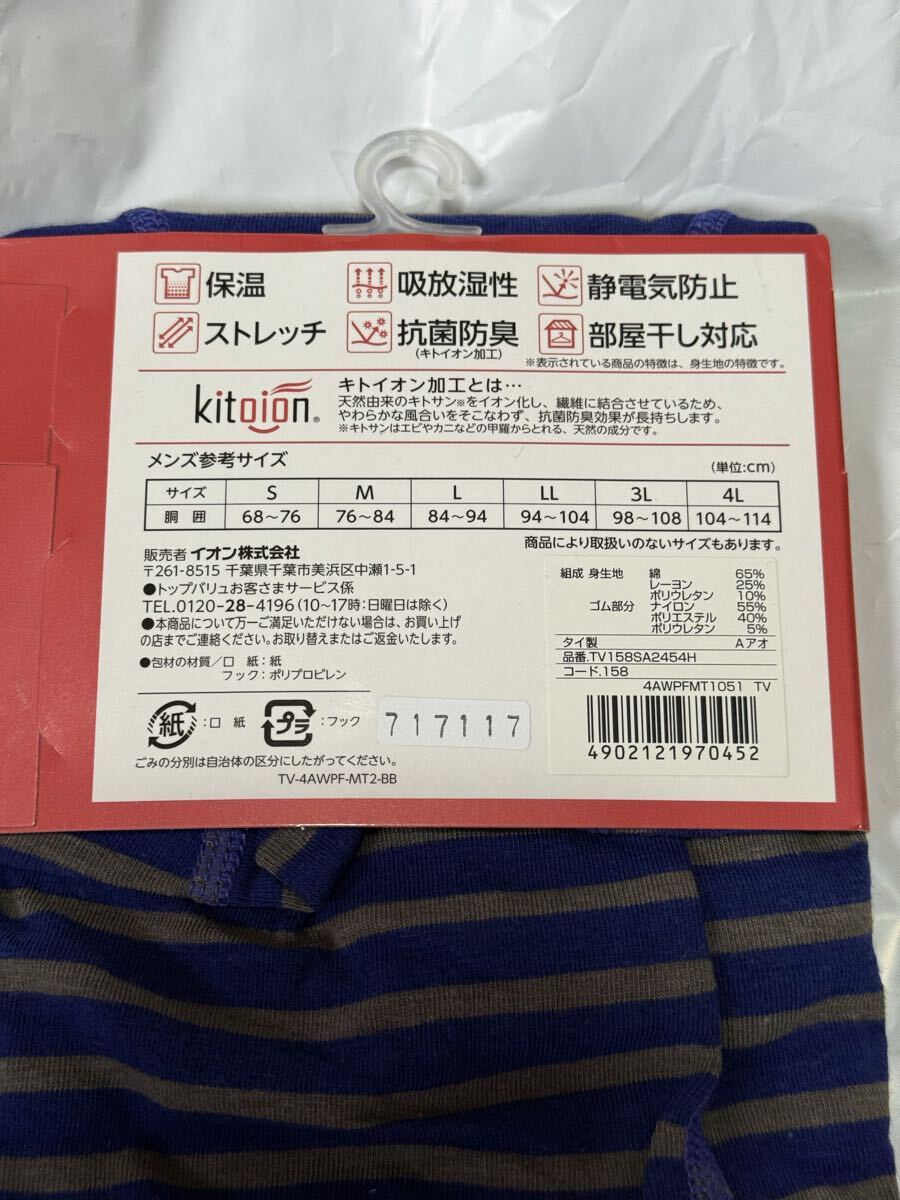 保温 吸放湿性 静電気防止
ストレッチ 抗菌防臭 部屋干し対応
(キトイオン加工)
※表示されている商品の特徴は、身生地の特徴です。
kitoion®
キトイオン加工とは…
天然由来のキトサン※をイオン化し、繊維に結合させているため、
やわらかな風合いをそこなわず、抗菌防臭効果が長持ちします。
※キトサンはエビやカニなどの甲羅からとれる、天然の成分です。
メンズ参考サイズ (単位:cm)
サイズ S M L LL 3L 4L
胴囲 68~76 76~84 84~94 94~104 98~108 104~114
商品により取扱いのないサイズもあります。
販売者 イオン株式会社
〒261-8515 千葉県千葉市美浜区中瀬1-5-1
●トップバリュお客さまサービス係
TEL.0120-28-4196(10~17時:日曜日は除く)
●本商品について万一ご満足いただけない場合は、お買い上げ
の店までご連絡ください。お取り替えまたはご返金いたします。
●包材の材質/口 紙:紙
フック:ポリプロピレン
紙 :口 紙 プラ :フック
717117
ごみの分別は自治体の区分にしたがってください。
TV-4AWPF-MT2-BB
組成 身生地 綿 65%
レーヨン 25%
ポリウレタン 10%
ゴム部分 ナイロン 55%
ポリエステル 40%
ポリウレタン 5%
タイ製 Aアオ
品番.TV158SA2454H
コード.158
4AWPFMT1051 TV
4902121970452